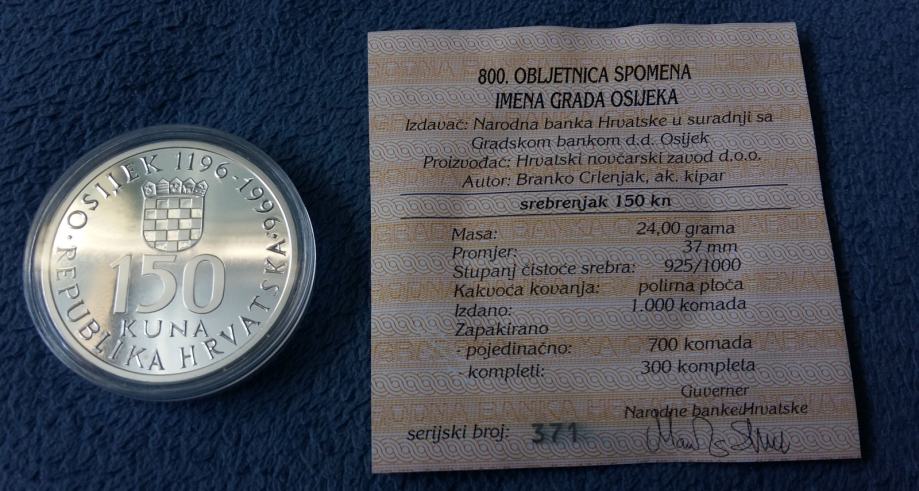 OSIJEK 1196-1996
REPUBLIKA HRVATSKA
150
KUNA
800. OBLJETNICA SPOMENA
IMENA GRADA OSIJEKA
Izdavač: Narodna banka Hrvatske u suradnji sa
Gradskom bankom d.d. Osijek
Proizvođač: Hrvatski novčarski zavod d.o.o.
Autor: Branko Crlenjak, ak. kipar
srebrenjak 150 kn
Masa: 24,00 grama
Promjer: 37 mm
Stupanj čistoće srebra: 925/1000
Kakvoća kovanja: polirna ploča
Izdano: 1.000 komada
Zapakirano
- pojedinačno: 700 komada
- kompleti: 300 kompleta
Guverner
Narodne banke Hrvatske
serijski broj: 371